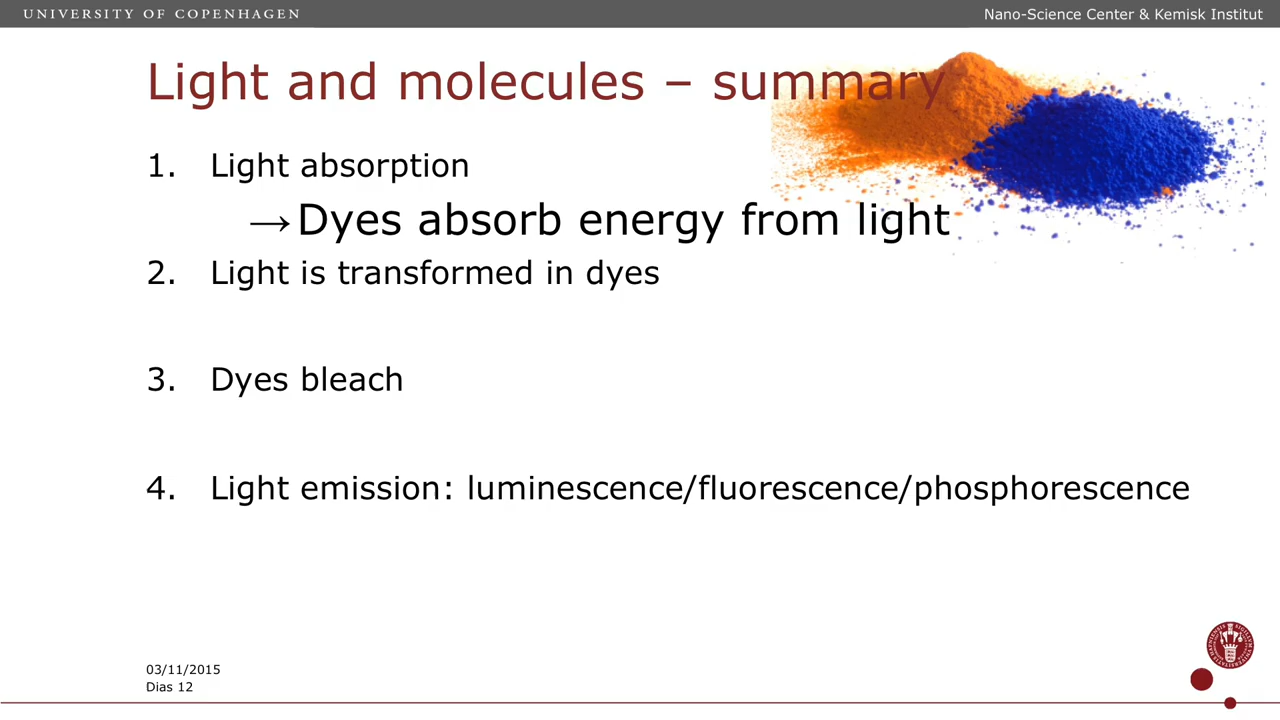 UNIVERSITY OF COPENHAGEN
Nano-Science Center & Kemisk Institut
Light and molecules – summary
1. Light absorption
→Dyes absorb energy from light
2. Light is transformed in dyes
3. Dyes bleach
4. Light emission: luminescence/fluorescence/phosphorescence
03/11/2015
Dias 12